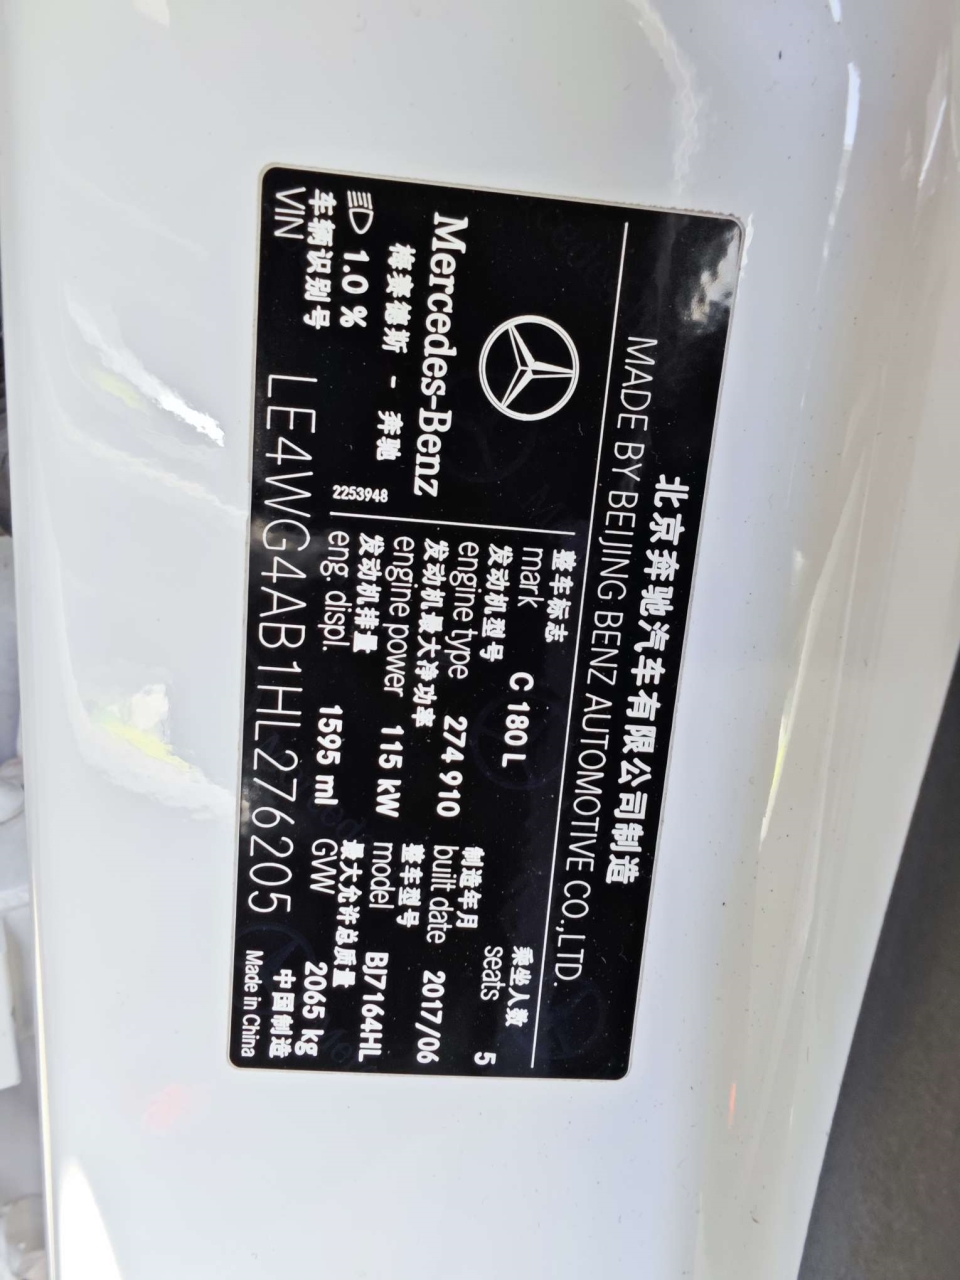 北京奔驰汽车有限公司制造
MADE BY BEIJING BENZ AUTOMOTIVE CO.,LTD.
Mercedes-Benz
梅赛德斯 - 奔驰
1.0 %
2253948
整车标志
mark C 180 L
乘坐人数
seats 5
发动机型号
engine type 274 910
制造年月
built date 2017/06
发动机最大净功率
engine power 115 kW
整车型号
model BJ7164HL
发动机排量
eng. displ. 1595 ml
最大允许总质量
GVW 2065 kg
车辆识别号
VIN LE4WG4AB1HL276205
中国制造
Made in China